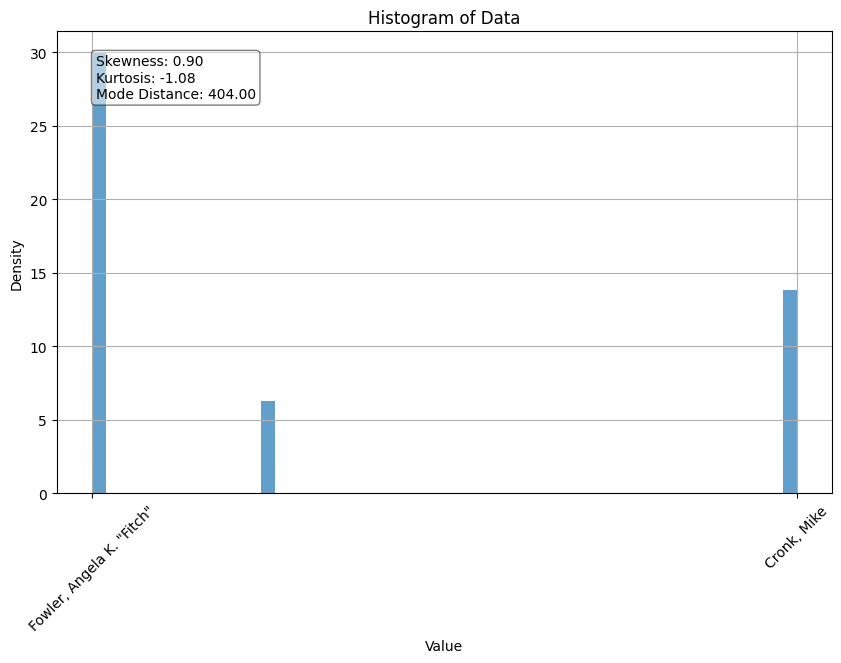 Histogram of Data
30
25
20
15
10
5
0
Density
Skewness: 0.90
Kurtosis: -1.08
Mode Distance: 404.00
Fowler, Angela K. "Fitch"
Cronk, Mike
Value